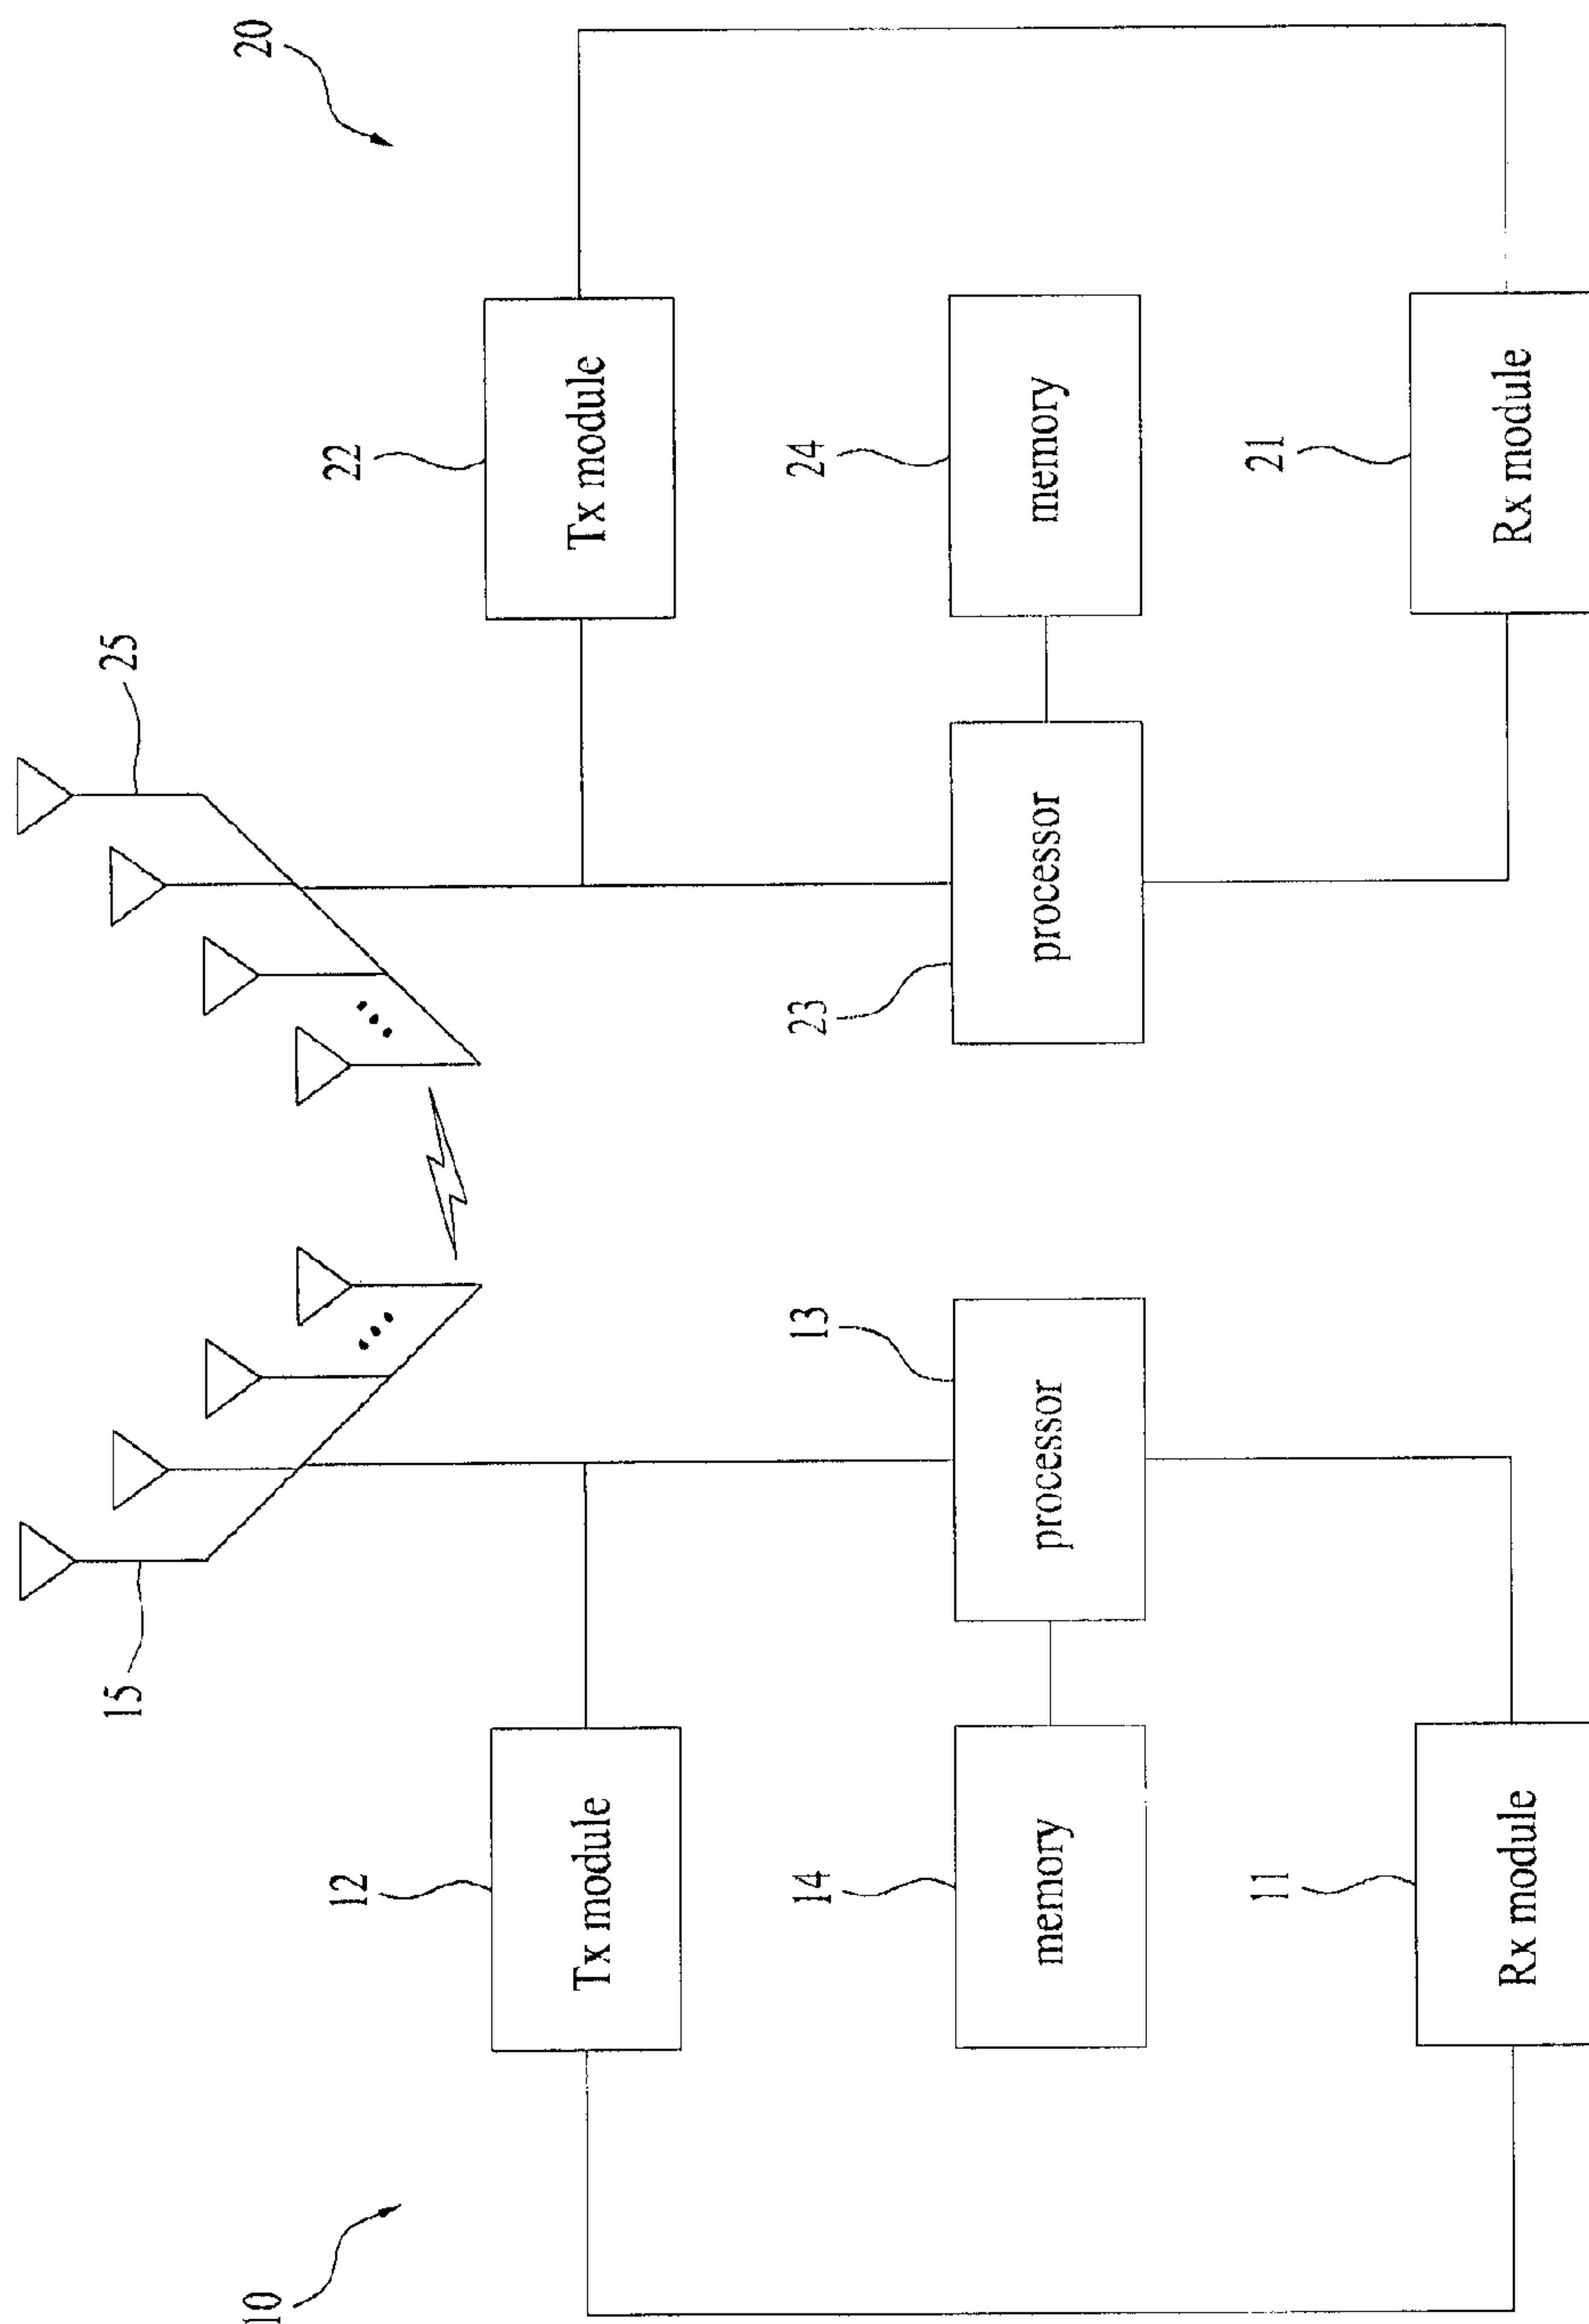 10
20
15
25
12
Tx module
22
Tx module
14
memory
13
processor
23
processor
24
memory
11
Rx module
21
Rx module